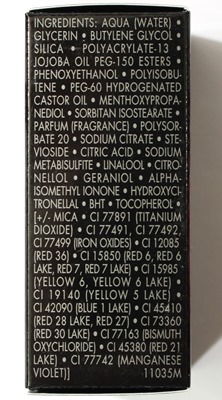 INGREDIENTS: AQUA (WATER)
GLYCERIN • BUTYLENE GLYCOL
SILICA • POLYACRYLATE-13
JOJOBA OIL PEG-150 ESTERS •
PHENOXYETHANOL • POLYISOBU-
TENE • PEG-60 HYDROGENATED
CASTOR OIL • MENTHOXYPROPA-
NEDIOL • SORBITAN ISOSTEARATE •
PARFUM (FRAGRANCE) • POLYSOR-
BATE 20 • SODIUM CITRATE • STE-
VIOSIDE • CITRIC ACID • SODIUM
METABISULFITE • LINALOOL • CITRO-
NELLOL • GERANIOL • ALPHA-
ISOMETHYL IONONE • HYDROXYCI-
TRONELLAL • BHT • TOCOPHEROL •
[+/- MICA • CI 77891 (TITANIUM
DIOXIDE) • CI 77491, CI 77492,
CI 77499 (IRON OXIDES) • CI 12085
(RED 36) • CI 15850 (RED 6, RED 6
LAKE, RED 7, RED 7 LAKE) • CI 15985
(YELLOW 6, YELLOW 6 LAKE) •
CI 19140 (YELLOW 5 LAKE) •
CI 42090 (BLUE 1 LAKE) • CI 45410
(RED 28 LAKE, RED 27) • CI 73360
(RED 30 LAKE) • CI 77163 (BISMUTH
OXYCHLORIDE) • CI 45380 (RED 21
LAKE) • CI 77742 (MANGANESE
VIOLET)] 11035M